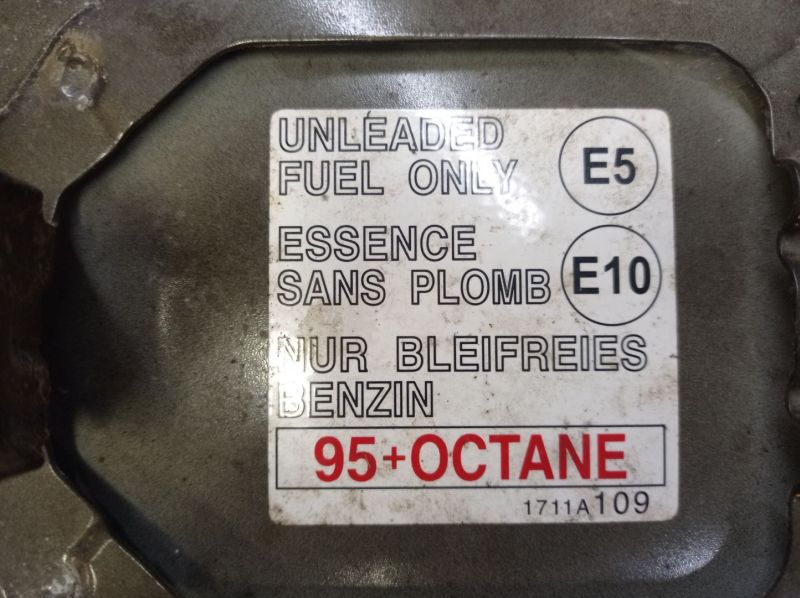 UNLEADED
FUEL ONLY
E5
ESSENCE
SANS PLOMB
E10
NUR BLEIFREIES
BENZIN
95+OCTANE
1711A109